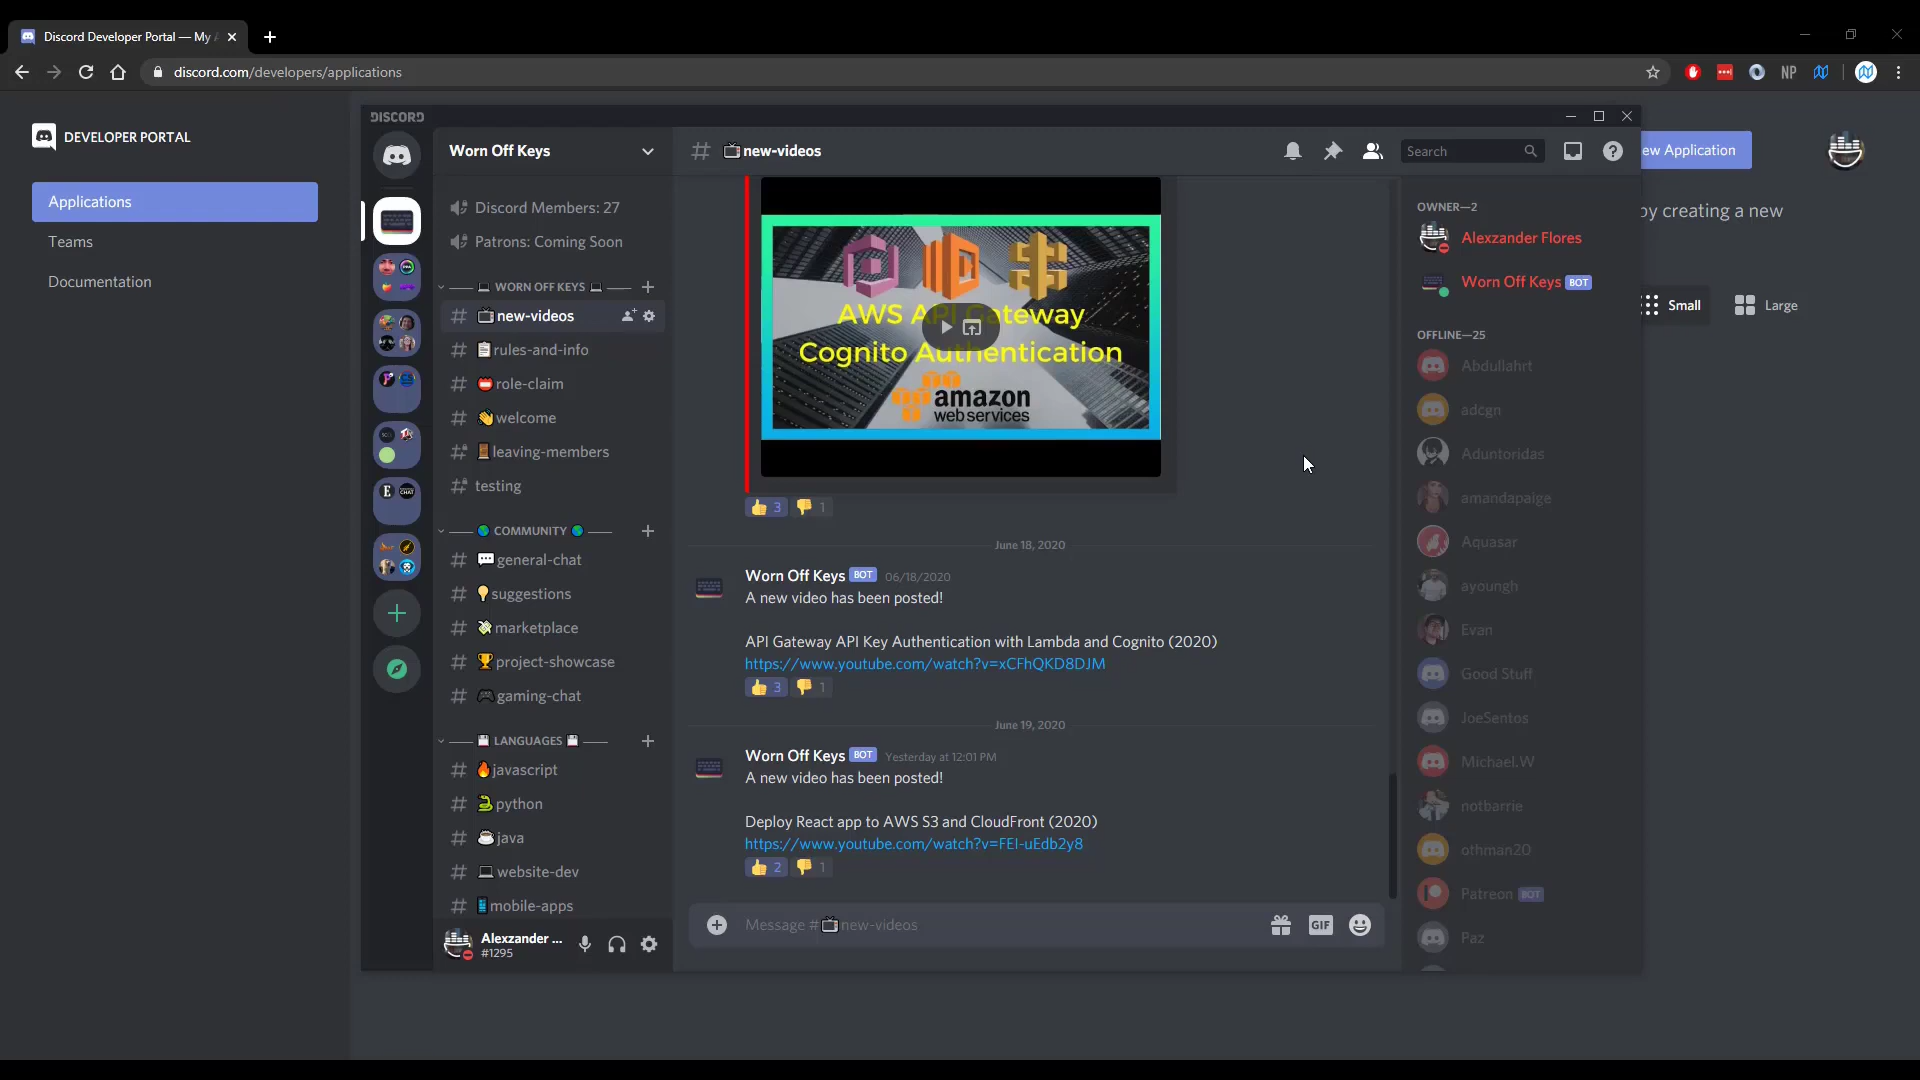 Discord Developer Portal — My A
discord.com/developers/applications
NP
DEVELOPER PORTAL
Applications
Teams
Documentation
ew Application
by creating a new
Small
Large
DISCORD
Worn Off Keys
Discord Members: 27
Patrons: Coming Soon
WORN OFF KEYS
new-videos
rules-and-info
role-claim
welcome
leaving-members
testing
COMMUNITY
general-chat
suggestions
marketplace
project-showcase
gaming-chat
LANGUAGES
javascript
python
java
website-dev
mobile-apps
Alexzander ...
#1295
new-videos
Search
AWS API Gateway
Cognito Authentication
amazon
web services
3
1
June 18, 2020
Worn Off Keys BOT 06/18/2020
A new video has been posted!
API Gateway API Key Authentication with Lambda and Cognito (2020)
https://www.youtube.com/watch?v=xCFhQKD8DJM
3
1
June 19, 2020
Worn Off Keys BOT Yesterday at 12:01 PM
A new video has been posted!
Deploy React app to AWS S3 and CloudFront (2020)
https://www.youtube.com/watch?v=FEI-uEdb2y8
2
1
Message #new-videos
GIF
OWNER—2
Alexzander Flores
Worn Off Keys BOT
OFFLINE—25
Abdullahrt
adcgn
Aduntoridas
amandapaige
Aquasar
ayoungh
Evan
Good Stuff
JoeSentos
Michael.W
notbarrie
othman20
Patreon BOT
Paz